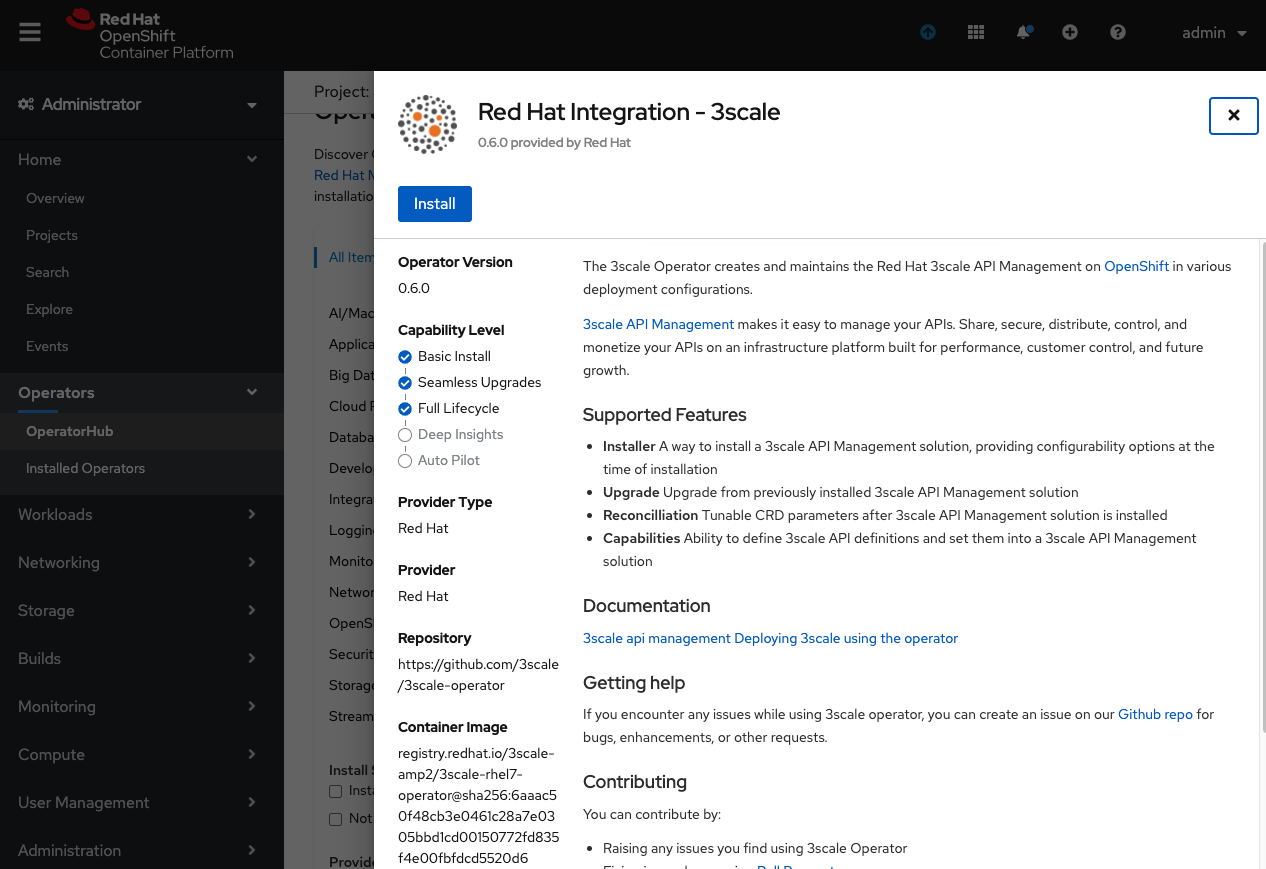 Red Hat
OpenShift
Container Platform
admin
Administrator
Home
Overview
Projects
Search
Explore
Events
Operators
OperatorHub
Installed Operators
Workloads
Networking
Storage
Builds
Monitoring
Compute
User Management
Administration
Project:
Discover
Red Hat
installatio
All Item
AI/Mac
Applica
Big Dat
Cloud
Databa
Develo
Integra
Loggin
Monito
Networ
OpenS
Securit
Storage
Stream
Install
Insta
Not
Provid
Red Hat Integration - 3scale
0.6.0 provided by Red Hat
Install
Operator Version
0.6.0
Capability Level
Basic Install
Seamless Upgrades
Full Lifecycle
Deep Insights
Auto Pilot
Provider Type
Red Hat
Provider
Red Hat
Repository
https://github.com/3scale
/3scale-operator
Container Image
registry.redhat.io/3scale-
amp2/3scale-rhel7-
operator@sha256:6aaac5
0f48cb3e0461c28a7e03
05bbd1cd00150772fd835
f4e00fbfdcd5520d6
The 3scale Operator creates and maintains the Red Hat 3scale API Management on OpenShift in various
deployment configurations.
3scale API Management makes it easy to manage your APIs. Share, secure, distribute, control, and
monetize your APIs on an infrastructure platform built for performance, customer control, and future
growth.
Supported Features
• Installer A way to install a 3scale API Management solution, providing configurability options at the
time of installation
• Upgrade Upgrade from previously installed 3scale API Management solution
• Reconcilliation Tunable CRD parameters after 3scale API Management solution is installed
• Capabilities Ability to define 3scale API definitions and set them into a 3scale API Management
solution
Documentation
3scale api management Deploying 3scale using the operator
Getting help
If you encounter any issues while using 3scale operator, you can create an issue on our Github repo for
bugs, enhancements, or other requests.
Contributing
You can contribute by:
• Raising any issues you find using 3scale Operator